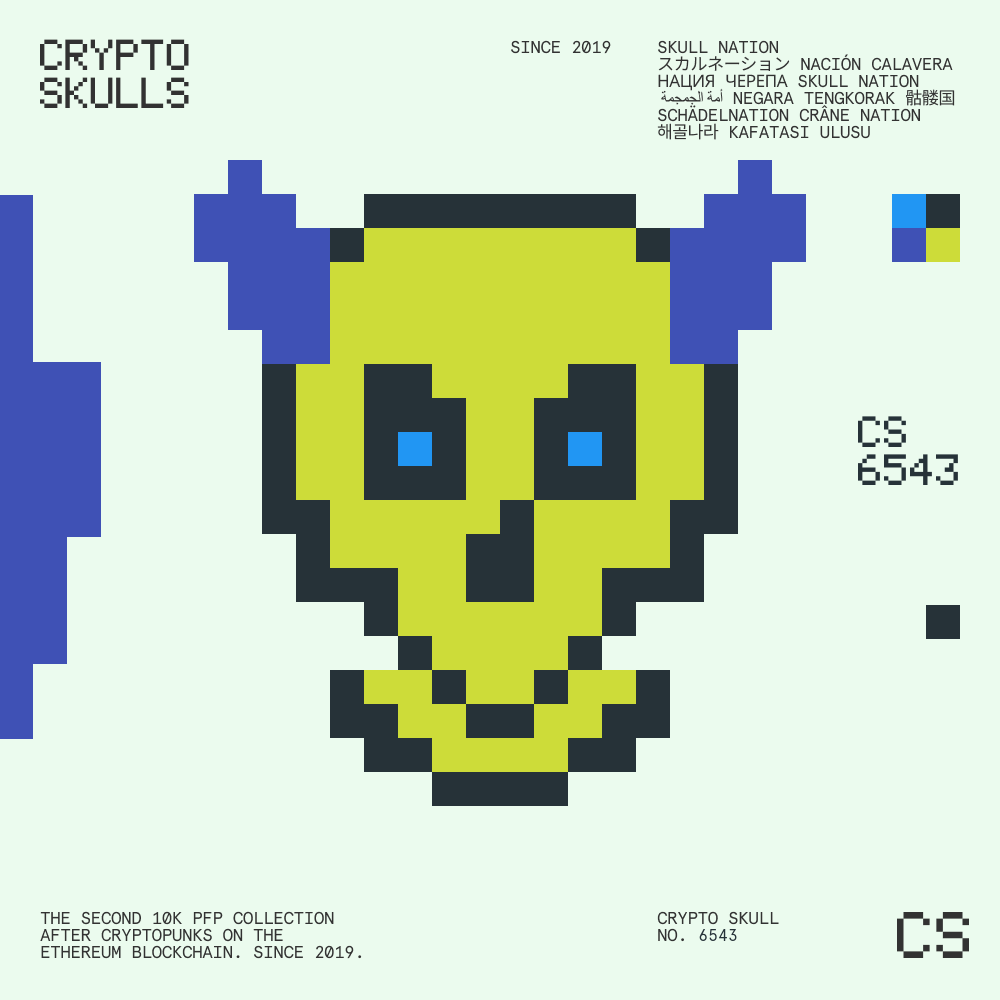 CRYPTO
SKULLS
SINCE 2019
SKULL NATION
スカルネーション NACIÓN CALAVERA
НАЦИЯ ЧЕРЕПА SKULL NATION
أمة الجمجمة NEGARA TENGKORAK 骷髅国
SCHÄDELNATION CRÂNE NATION
해골나라 KAFATASI ULUSU
CS
6543
THE SECOND 10K PFP COLLECTION
AFTER CRYPTOPUNKS ON THE
ETHEREUM BLOCKCHAIN. SINCE 2019.
CRYPTO SKULL
NO. 6543
CS